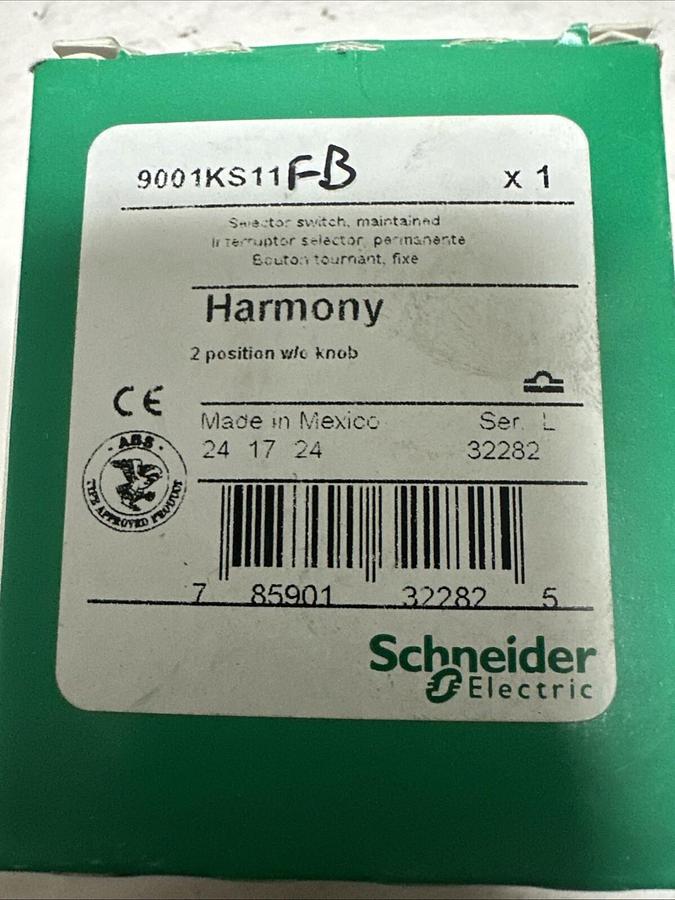 9001KS11FB x 1
Selector switch, maintained
Interruptor selector, permanente
Bouton tournant, fixe
Harmony
2 position w/o knob
CE
Made in Mexico Ser. L
24 17 24 32282
· ABS ·
TYPE APPROVED PRODUCT
7 85901 32282 5
Schneider
Electric